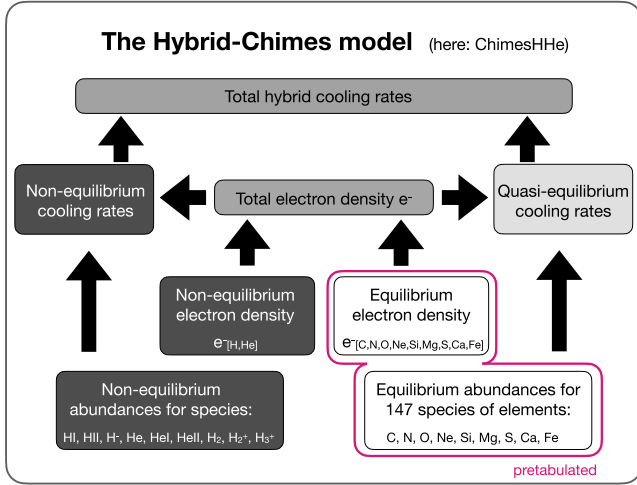 The Hybrid-Chimes model (here: ChimesHHe)
Total hybrid cooling rates
Non-equilibrium
cooling rates
Total electron density e⁻
Quasi-equilibrium
cooling rates
Non-equilibrium
electron density
e⁻[H,He]
Equilibrium
electron density
e⁻[C,N,O,Ne,Si,Mg,S,Ca,Fe]
Non-equilibrium
abundances for species:
HI, HII, H⁻, He, HeI, HeII, H₂, H₂⁺, H₃⁺
Equilibrium abundances for
147 species of elements:
C, N, O, Ne, Si, Mg, S, Ca, Fe
pretabulated